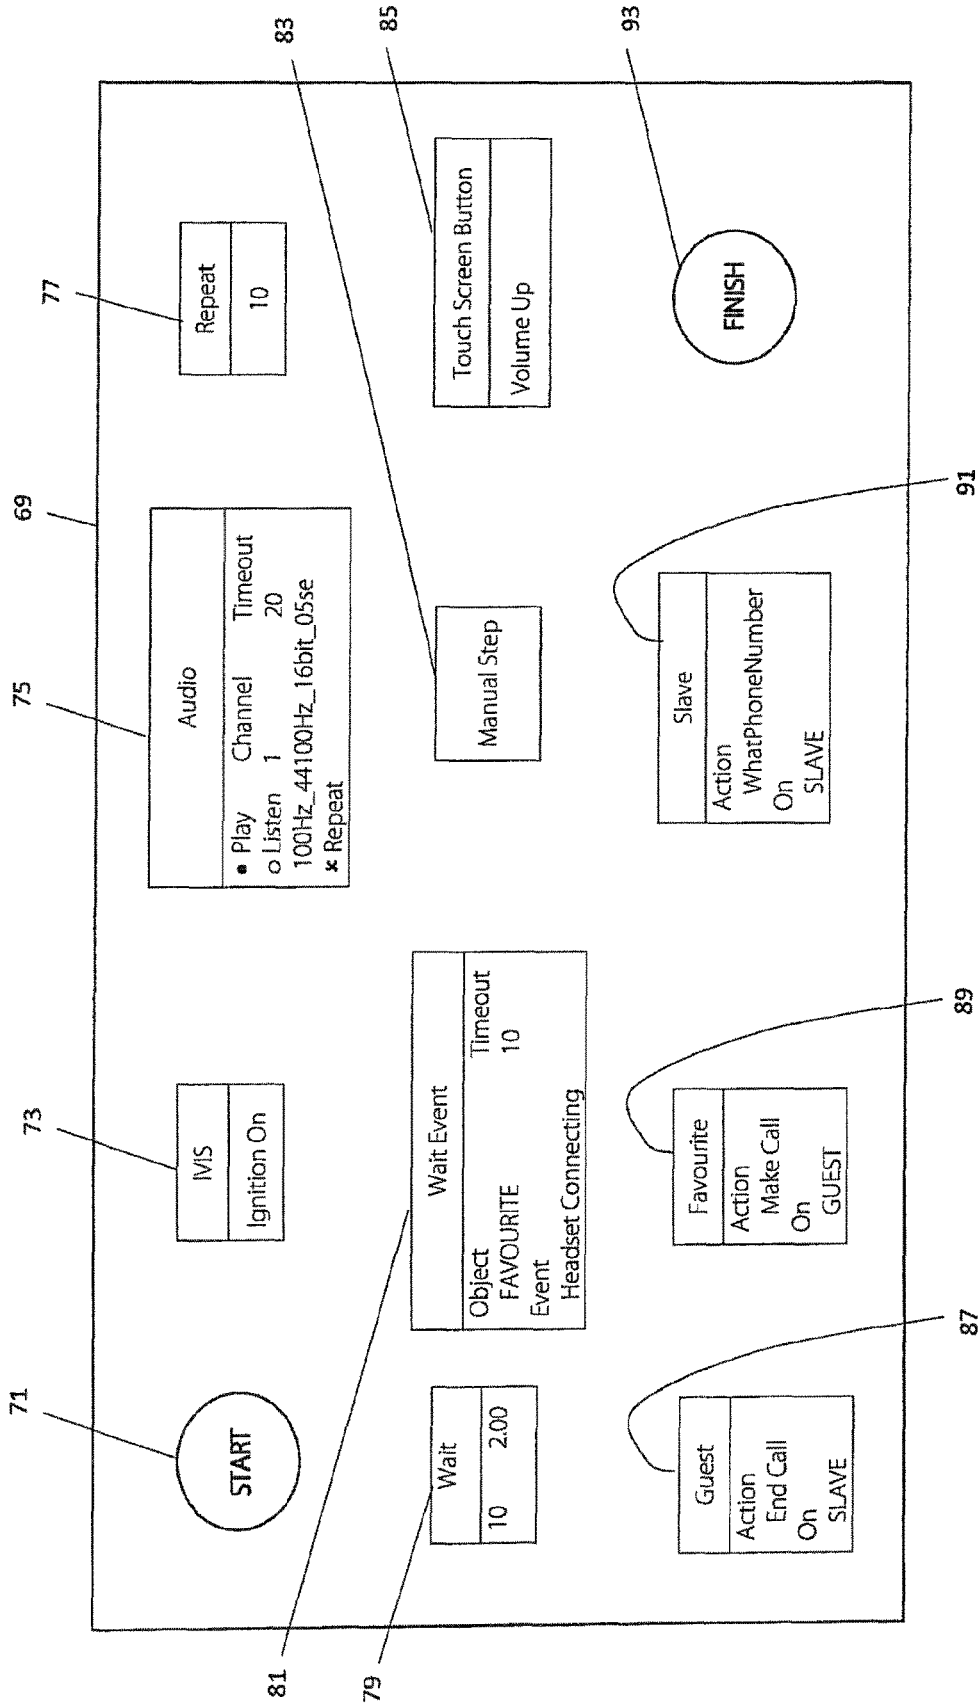 69
71
START
73
IVIS
Ignition On
75
Audio
• Play Channel Timeout
o Listen 1 20
100Hz_44100Hz_16bit_05se
x Repeat
77
Repeat
10
79
Wait
10 2.00
81
Wait Event
Object Timeout
FAVOURITE 10
Event
Headset Connecting
83
Manual Step
85
Touch Screen Button
Volume Up
87
Guest
Action
End Call
On
SLAVE
89
Favourite
Action
Make Call
On
GUEST
91
Slave
Action
WhatPhoneNumber
On
SLAVE
93
FINISH